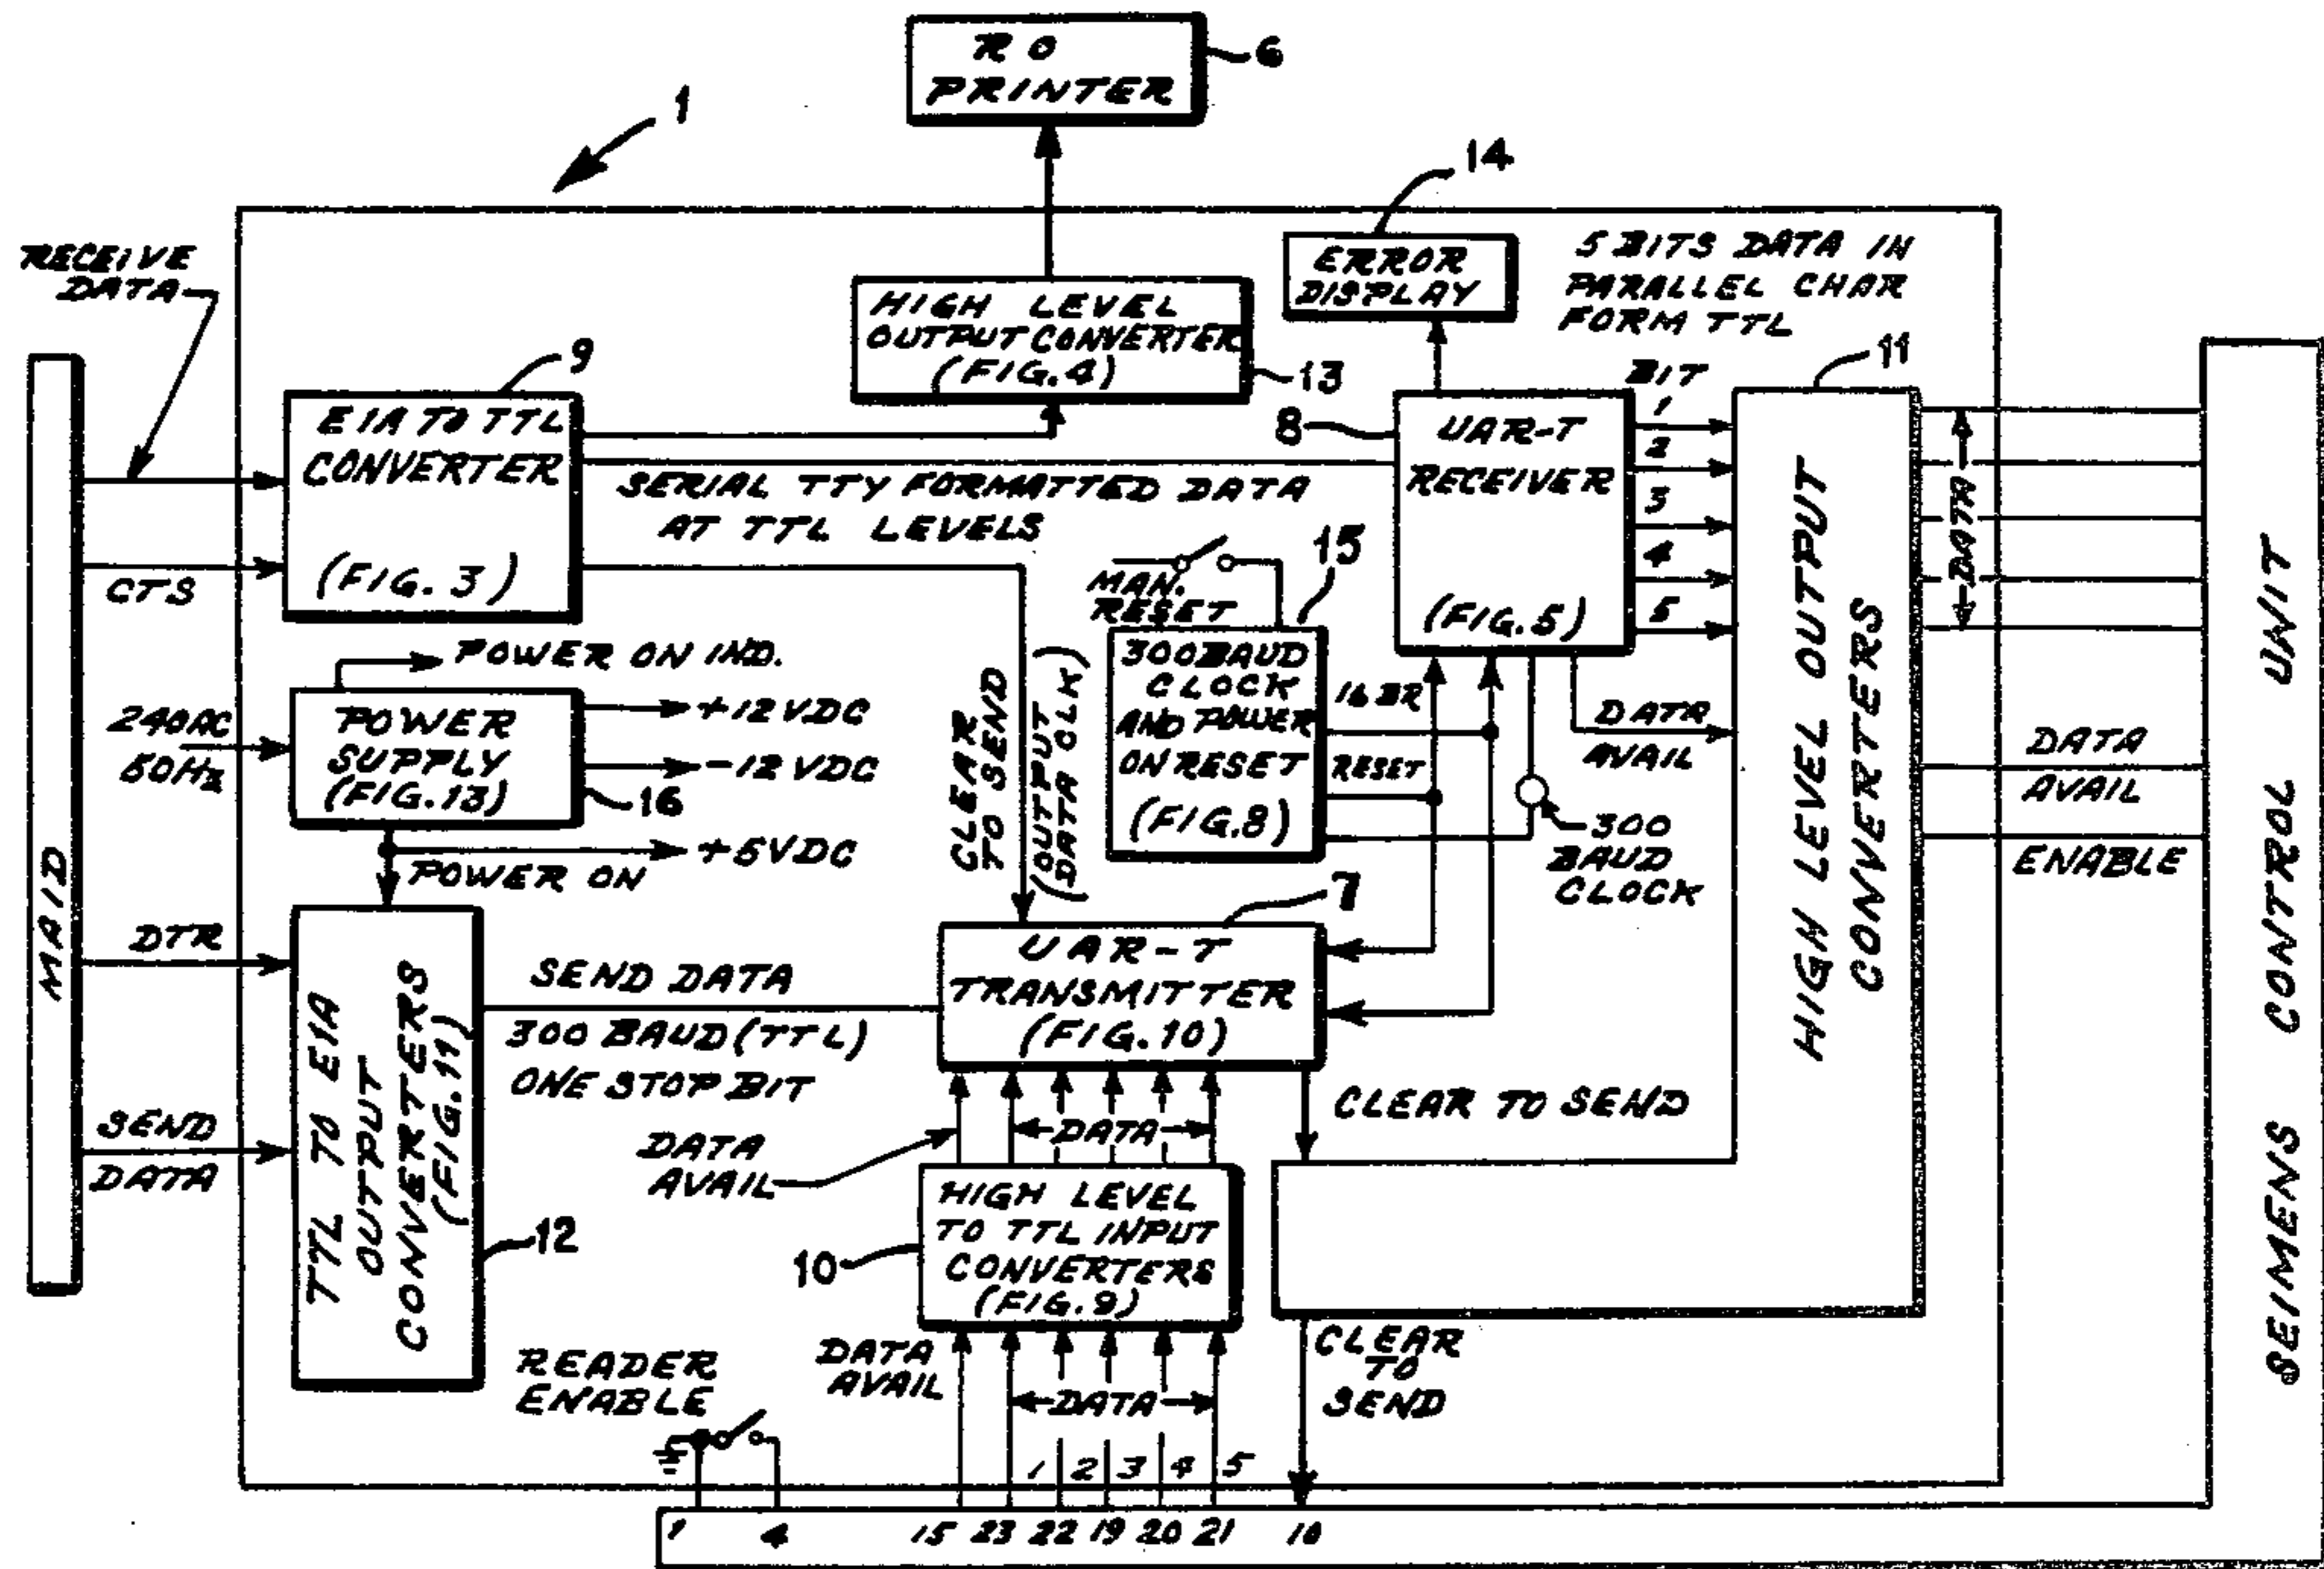 R O
PRINTER
6
1
14
RECEIVE
DATA
ERROR
DISPLAY
5 BITS DATA IN
PARALLEL CHAR
FORM TTL
HIGH LEVEL
OUTPUT CONVERTER
(FIG. 4)
13
9
EIA TO TTL
CONVERTER
(FIG. 3)
CTS
SERIAL TTY FORMATTED DATA
AT TTL LEVELS
8
UAR-T
RECEIVER
(FIG. 5)
BIT
1
2
3
4
5
11
HIGH LEVEL OUTPUT
CONVERTERS
DATA
MAN.
RESET
15
300 BAUD
CLOCK
AND POWER
ON RESET
(FIG. 8)
16 BR
RESET
DATA
AVAIL
300
BAUD
CLOCK
DATA
AVAIL
ENABLE
SEIMENS CONTROL UNIT
MAID
POWER ON IND.
240AC
50Hz
POWER
SUPPLY
(FIG. 13)
16
+12 VDC
-12 VDC
+5VDC
POWER ON
CLEAR
TO SEND
(OUTPUT
DATA CLK)
DTR
SEND
DATA
TTL TO EIA
OUTPUT
CONVERTERS
(FIG. 11)
12
SEND DATA
300 BAUD (TTL)
ONE STOP BIT
7
UAR-T
TRANSMITTER
(FIG. 10)
CLEAR TO SEND
DATA
AVAIL
DATA
10
HIGH LEVEL
TO TTL INPUT
CONVERTERS
(FIG. 9)
READER
ENABLE
DATA
AVAIL
DATA
CLEAR
TO
SEND
1 2 3 4 5
4 15 23 22 19 20 21